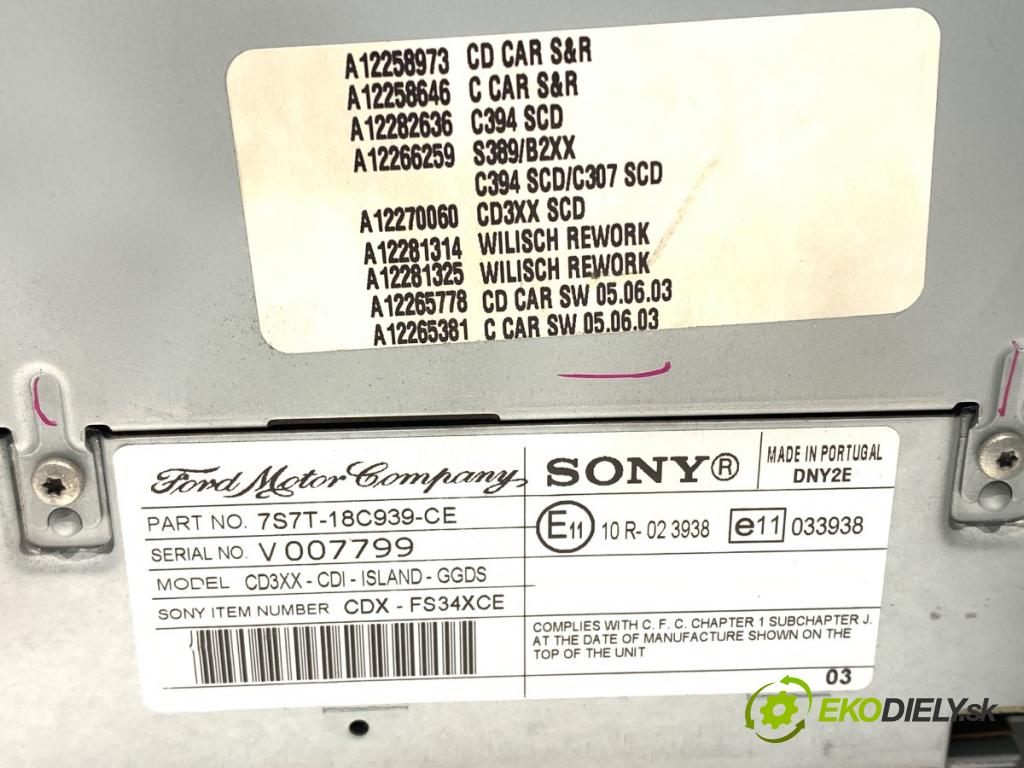 A12258973 CD CAR S&R
A12258646 C CAR S&R
A12282636 C394 SCD
A12266259 S389/B2XX
C394 SCD/C307 SCD
A12270060 CD3XX SCD
A12281314 WILISCH REWORK
A12281325 WILISCH REWORK
A12265778 CD CAR SW 05.06.03
A12265381 C CAR SW 05.06.03
Ford Motor Company,
SONY®
MADE IN PORTUGAL
DNY2E
PART NO. 7S7T-18C939-CE
SERIAL NO. V007799
MODEL CD3XX - CDI - ISLAND - GGDS
SONY ITEM NUMBER CDX - FS34XCE
E11 10 R- 02 3938 e11 033938
COMPLIES WITH C. F. C. CHAPTER 1 SUBCHAPTER J.
AT THE DATE OF MANUFACTURE SHOWN ON THE
TOP OF THE UNIT
03
EKODIELY.sk